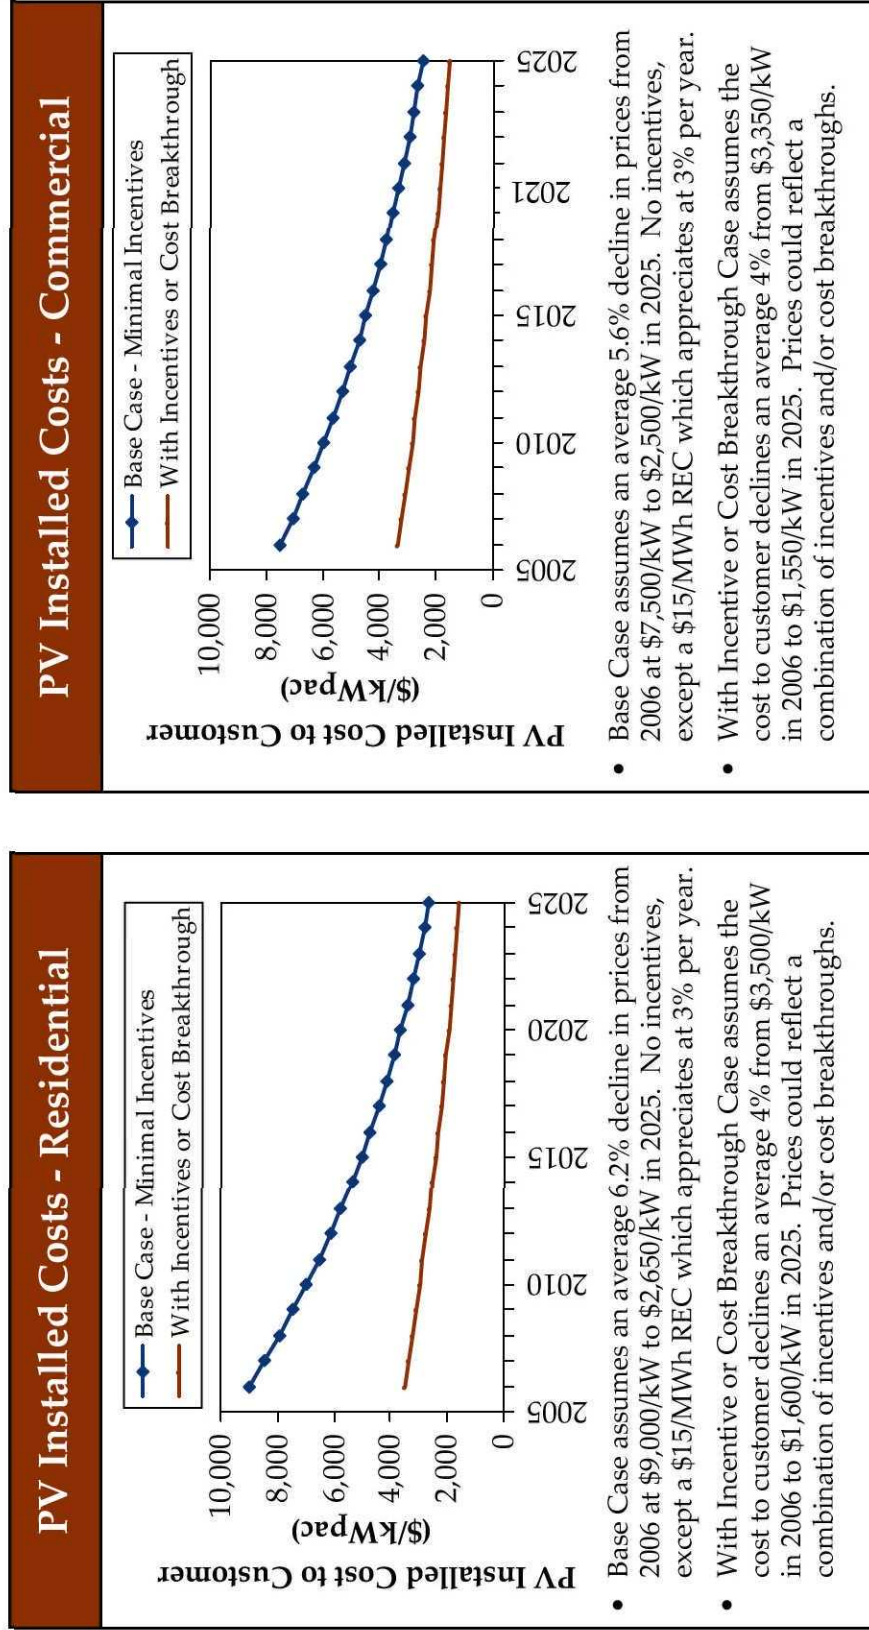 PV Installed Costs - Residential
Base Case - Minimal Incentives
With Incentives or Cost Breakthrough
PV Installed Cost to Customer
($/kWpac)
10,000
8,000
6,000
4,000
2,000
0
2005
2010
2015
2020
2025
• Base Case assumes an average 6.2% decline in prices from
2006 at $9,000/kW to $2,650/kW in 2025. No incentives,
except a $15/MWh REC which appreciates at 3% per year.
• With Incentive or Cost Breakthrough Case assumes the
cost to customer declines an average 4% from $3,500/kW
in 2006 to $1,600/kW in 2025. Prices could reflect a
combination of incentives and/or cost breakthroughs.
PV Installed Costs - Commercial
Base Case - Minimal Incentives
With Incentives or Cost Breakthrough
PV Installed Cost to Customer
($/kWpac)
10,000
8,000
6,000
4,000
2,000
0
2005
2010
2015
2021
2025
• Base Case assumes an average 5.6% decline in prices from
2006 at $7,500/kW to $2,500/kW in 2025. No incentives,
except a $15/MWh REC which appreciates at 3% per year.
• With Incentive or Cost Breakthrough Case assumes the
cost to customer declines an average 4% from $3,350/kW
in 2006 to $1,550/kW in 2025. Prices could reflect a
combination of incentives and/or cost breakthroughs.